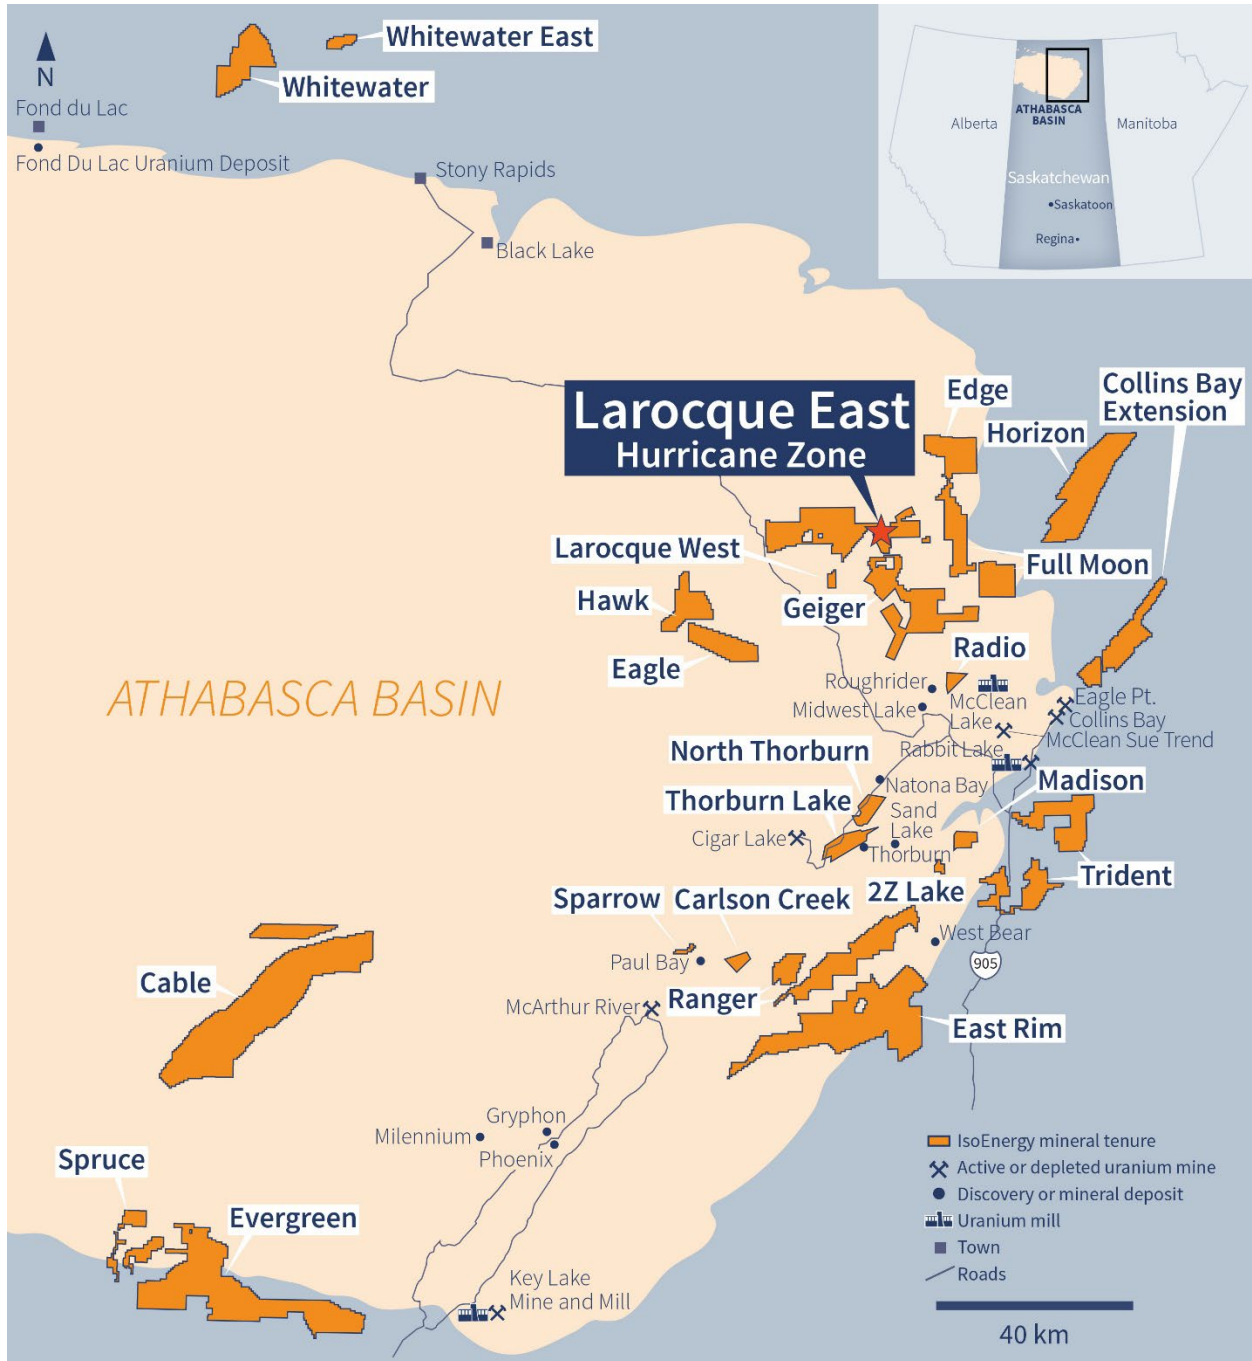 Whitewater East
Whitewater
N
Fond du Lac
Fond Du Lac Uranium Deposit
Stony Rapids
Black Lake
Alberta
ATHABASCA
BASIN
Manitoba
Saskatchewan
Saskatoon
Regina
Larocque East
Hurricane Zone
Edge
Horizon
Collins Bay
Extension
Larocque West
Hawk
Eagle
Geiger
Full Moon
Radio
ATHABASCA BASIN
Roughrider
Midwest Lake
McClean
Lake
Eagle Pt.
Collins Bay
McClean Sue Trend
Rabbit Lake
North Thorburn
Natona Bay
Madison
Thorburn Lake
Sand
Lake
Cigar Lake
Thorburn
Trident
2Z Lake
Sparrow
Carlson Creek
West Bear
Paul Bay
905
Cable
Ranger
McArthur River
East Rim
Gryphon
Milennium
Phoenix
Spruce
Evergreen
Key Lake
Mine and Mill
IsoEnergy mineral tenure
Active or depleted uranium mine
Discovery or mineral deposit
Uranium mill
Town
Roads
40 km